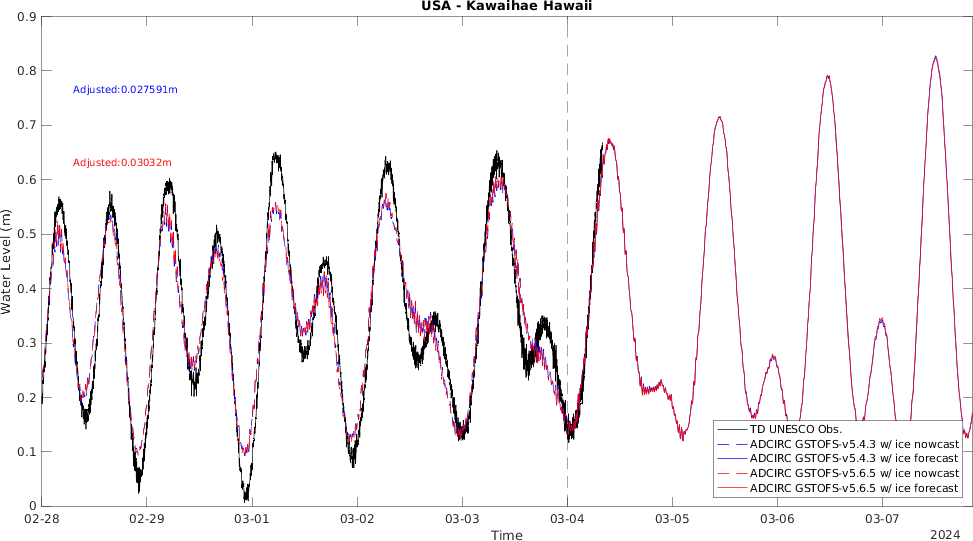 USA - Kawaihae Hawaii
0.9
0.8
0.7
0.6
0.5
0.4
0.3
0.2
0.1
0
Water Level (m)
Adjusted:0.027591m
Adjusted:0.03032m
TD UNESCO Obs.
ADCIRC GSTOFS-v5.4.3 w/ ice nowcast
ADCIRC GSTOFS-v5.4.3 w/ ice forecast
ADCIRC GSTOFS-v5.6.5 w/ ice nowcast
ADCIRC GSTOFS-v5.6.5 w/ ice forecast
02-28 02-29 03-01 03-02 03-03 03-04 03-05 03-06 03-07
Time
2024